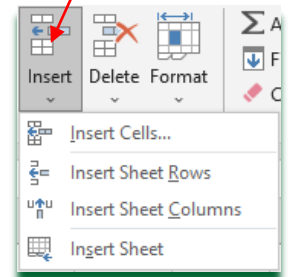 Insert Delete Format
Insert Cells...
Insert Sheet Rows
Insert Sheet Columns
Insert Sheet